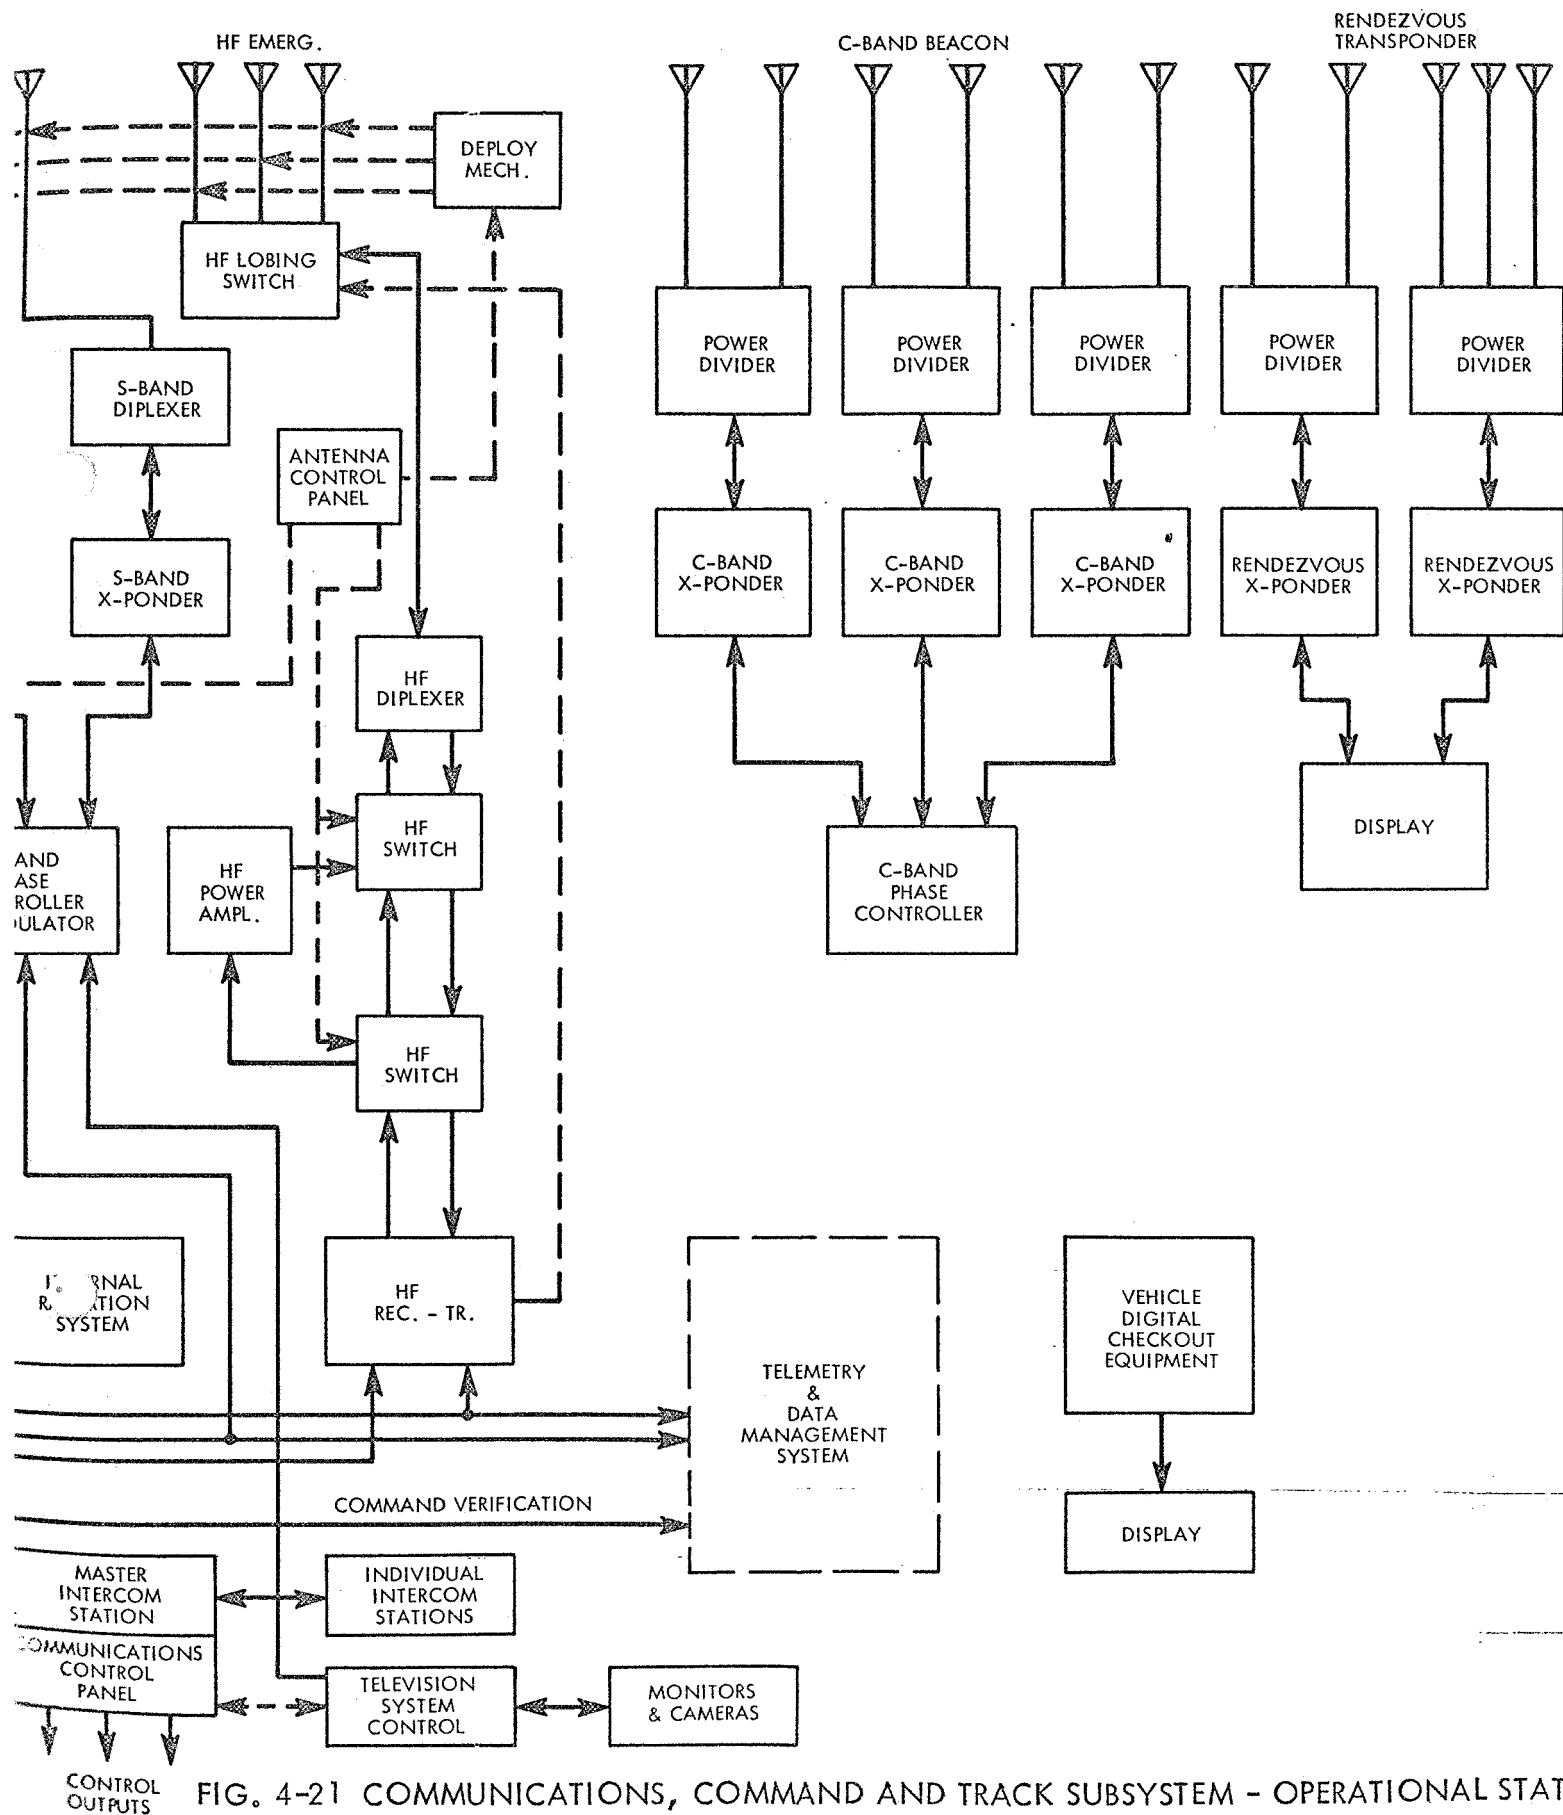 HF EMERG.
C-BAND BEACON
RENDEZVOUS
TRANSPONDER
DEPLOY
MECH.
HF LOBING
SWITCH
POWER
DIVIDER
POWER
DIVIDER
POWER
DIVIDER
POWER
DIVIDER
POWER
DIVIDER
S-BAND
DIPLEXER
ANTENNA
CONTROL
PANEL
S-BAND
X-PONDER
C-BAND
X-PONDER
C-BAND
X-PONDER
C-BAND
X-PONDER
RENDEZVOUS
X-PONDER
RENDEZVOUS
X-PONDER
HF
DIPLEXER
HF
SWITCH
DISPLAY
AND
ASE
ROLLER
ULATOR
HF
POWER
AMPL.
C-BAND
PHASE
CONTROLLER
HF
SWITCH
RNAL
ATION
SYSTEM
HF
REC. - TR.
VEHICLE
DIGITAL
CHECKOUT
EQUIPMENT
TELEMETRY
&
DATA
MANAGEMENT
SYSTEM
COMMAND VERIFICATION
DISPLAY
MASTER
INTERCOM
STATION
INDIVIDUAL
INTERCOM
STATIONS
COMMUNICATIONS
CONTROL
PANEL
TELEVISION
SYSTEM
CONTROL
MONITORS
& CAMERAS
CONTROL
OUTPUTS
FIG. 4-21 COMMUNICATIONS, COMMAND AND TRACK SUBSYSTEM - OPERATIONAL STAT